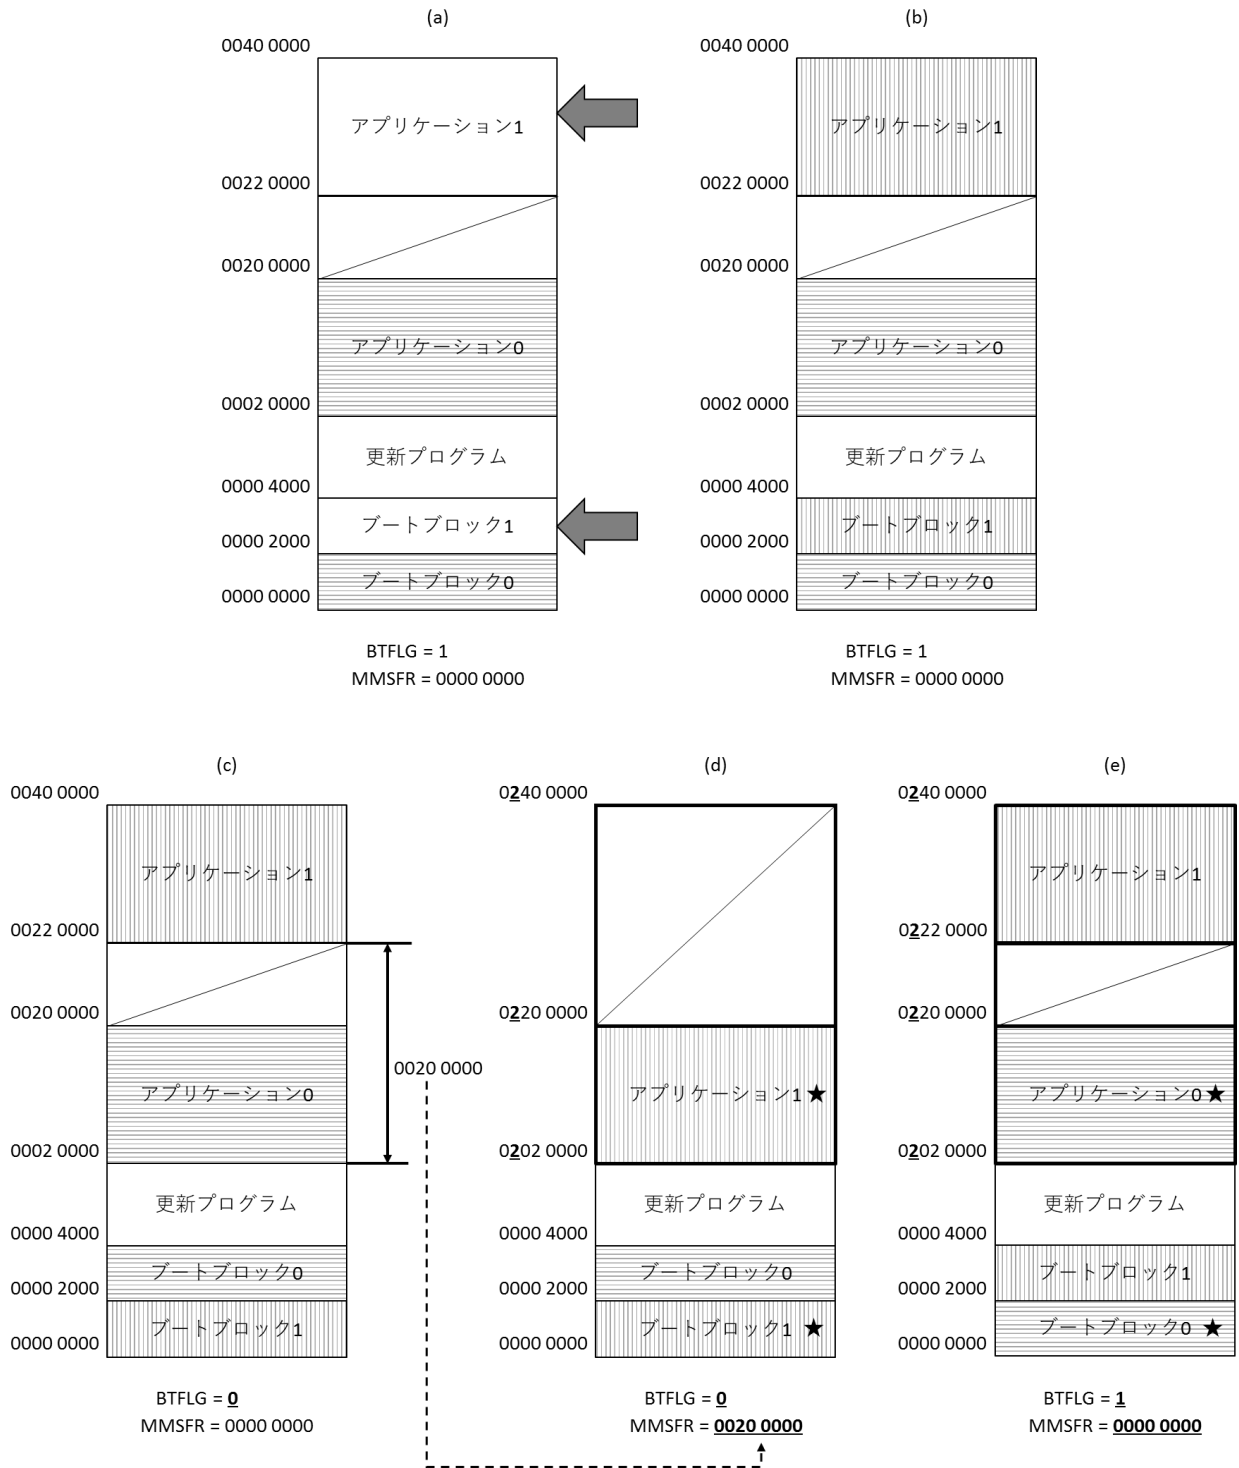 (a)
0040 0000
アプリケーション1
0022 0000
0020 0000
アプリケーション0
0002 0000
更新プログラム
0000 4000
ブートブロック1
0000 2000
ブートブロック0
0000 0000
BTFLG = 1
MMSFR = 0000 0000
(b)
0040 0000
アプリケーション1
0022 0000
0020 0000
アプリケーション0
0002 0000
更新プログラム
0000 4000
ブートブロック1
0000 2000
ブートブロック0
0000 0000
BTFLG = 1
MMSFR = 0000 0000
(c)
0040 0000
アプリケーション1
0022 0000
0020 0000
0020 0000
アプリケーション0
0002 0000
更新プログラム
0000 4000
ブートブロック0
0000 2000
ブートブロック1
0000 0000
BTFLG = 0
MMSFR = 0000 0000
(d)
0240 0000
0220 0000
アプリケーション1★
0202 0000
更新プログラム
0000 4000
ブートブロック0
0000 2000
ブートブロック1 ★
0000 0000
BTFLG = 0
MMSFR = 0020 0000
(e)
0240 0000
アプリケーション1
0222 0000
0220 0000
アプリケーション0★
0202 0000
更新プログラム
0000 4000
ブートブロック1
0000 2000
ブートブロック0 ★
0000 0000
BTFLG = 1
MMSFR = 0000 0000